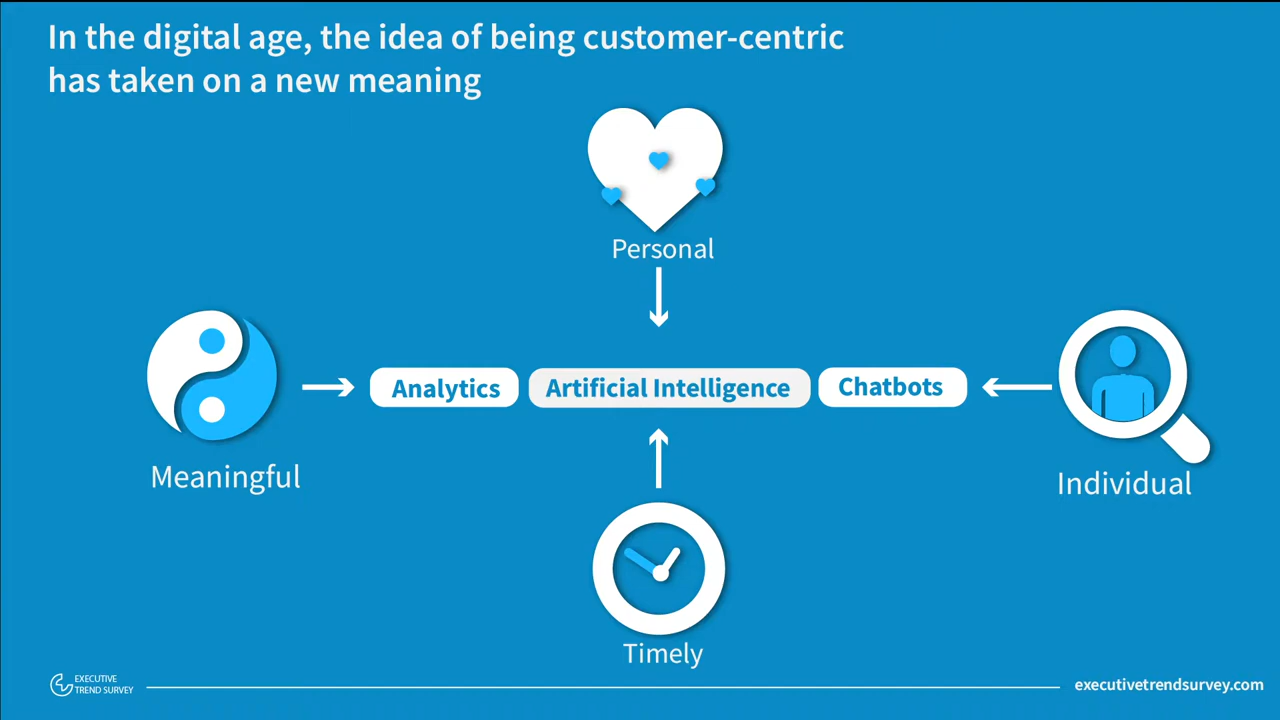 In the digital age, the idea of being customer-centric
has taken on a new meaning
Personal
Analytics
Artificial Intelligence
Chatbots
Meaningful
Individual
Timely
EXECUTIVE
TREND SURVEY
executivetrendsurvey.com